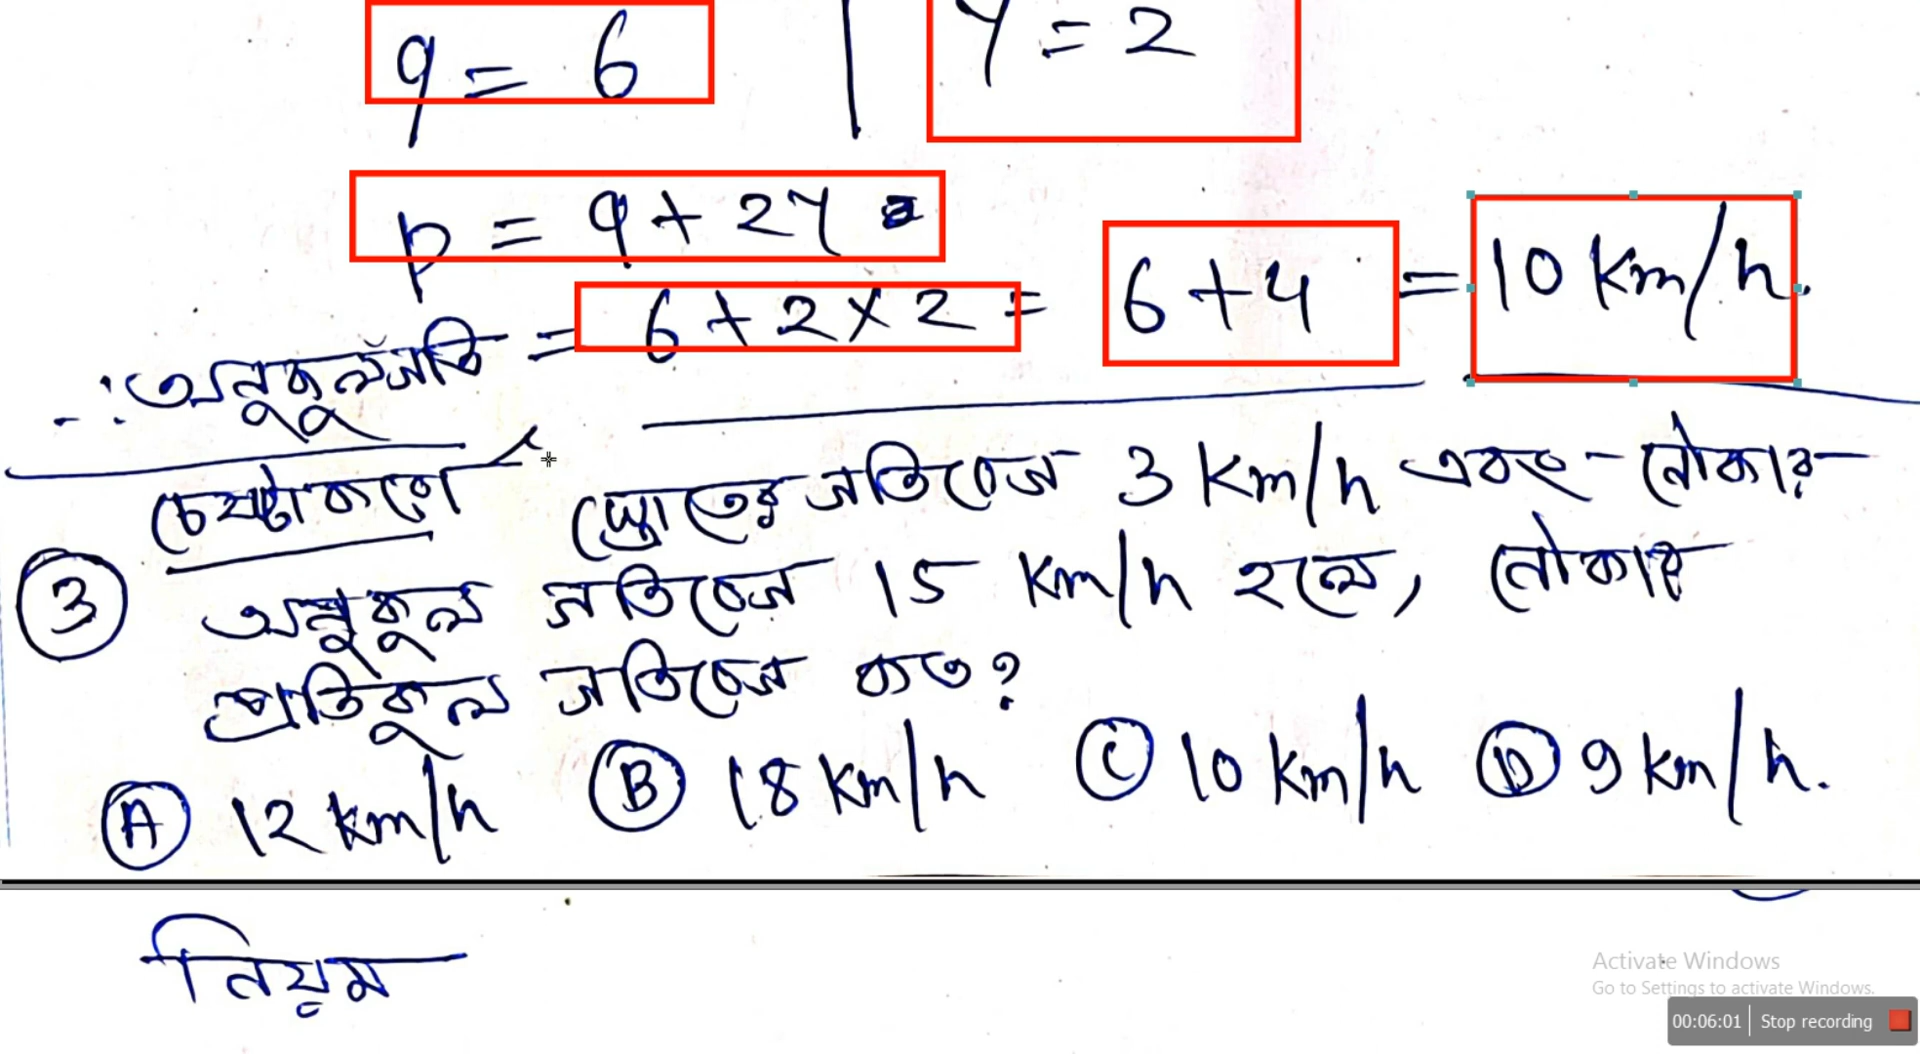 q = 6
y = 2
p = q + 2y =
= 6 + 2 × 2 = 6 + 4 = 10 km/h.
∴ অনুকূল গতি
চেষ্টা করো
③ স্রোতের গতিবেগ 3 km/h এবং নৌকার
অনুকূল গতিবেগ 15 km/h হলে, নৌকার
প্রতিকূল গতিবেগ কত?
Ⓐ 12 km/h Ⓑ 18 km/h Ⓒ 10 km/h Ⓓ 9 km/h.
নিয়ম
Activate Windows
Go to Settings to activate Windows.
00:06:01 Stop recording